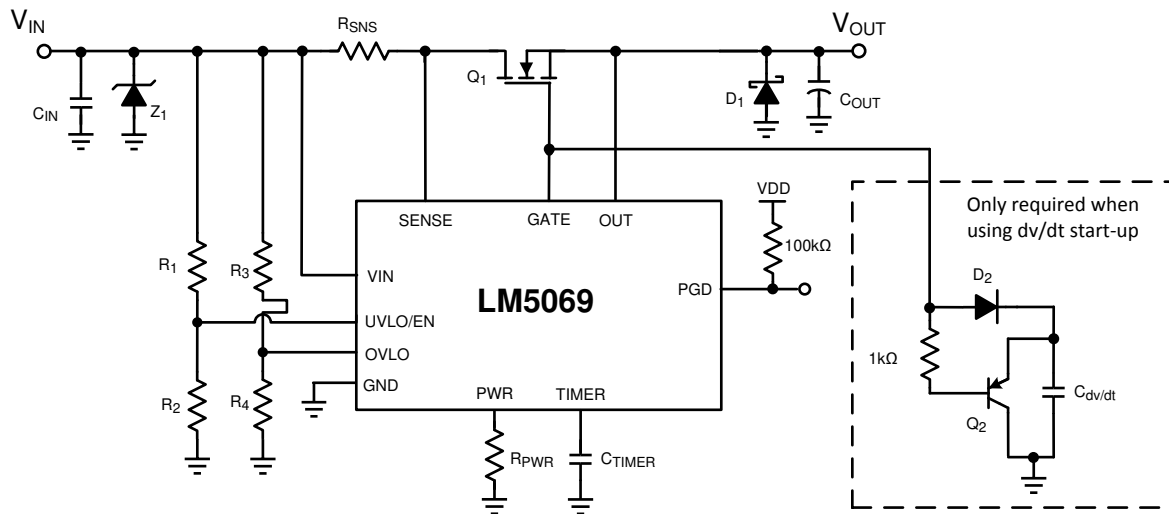 VIN
RSNS
VOUT
Q1
CIN
Z1
D1
COUT
SENSE
GATE
OUT
VDD
100kΩ
Only required when
using dv/dt start-up
R1
R3
VIN
LM5069
PGD
D2
UVLO/EN
1kΩ
OVLO
GND
R2
R4
PWR
TIMER
Q2
Cdv/dt
RPWR
CTIMER